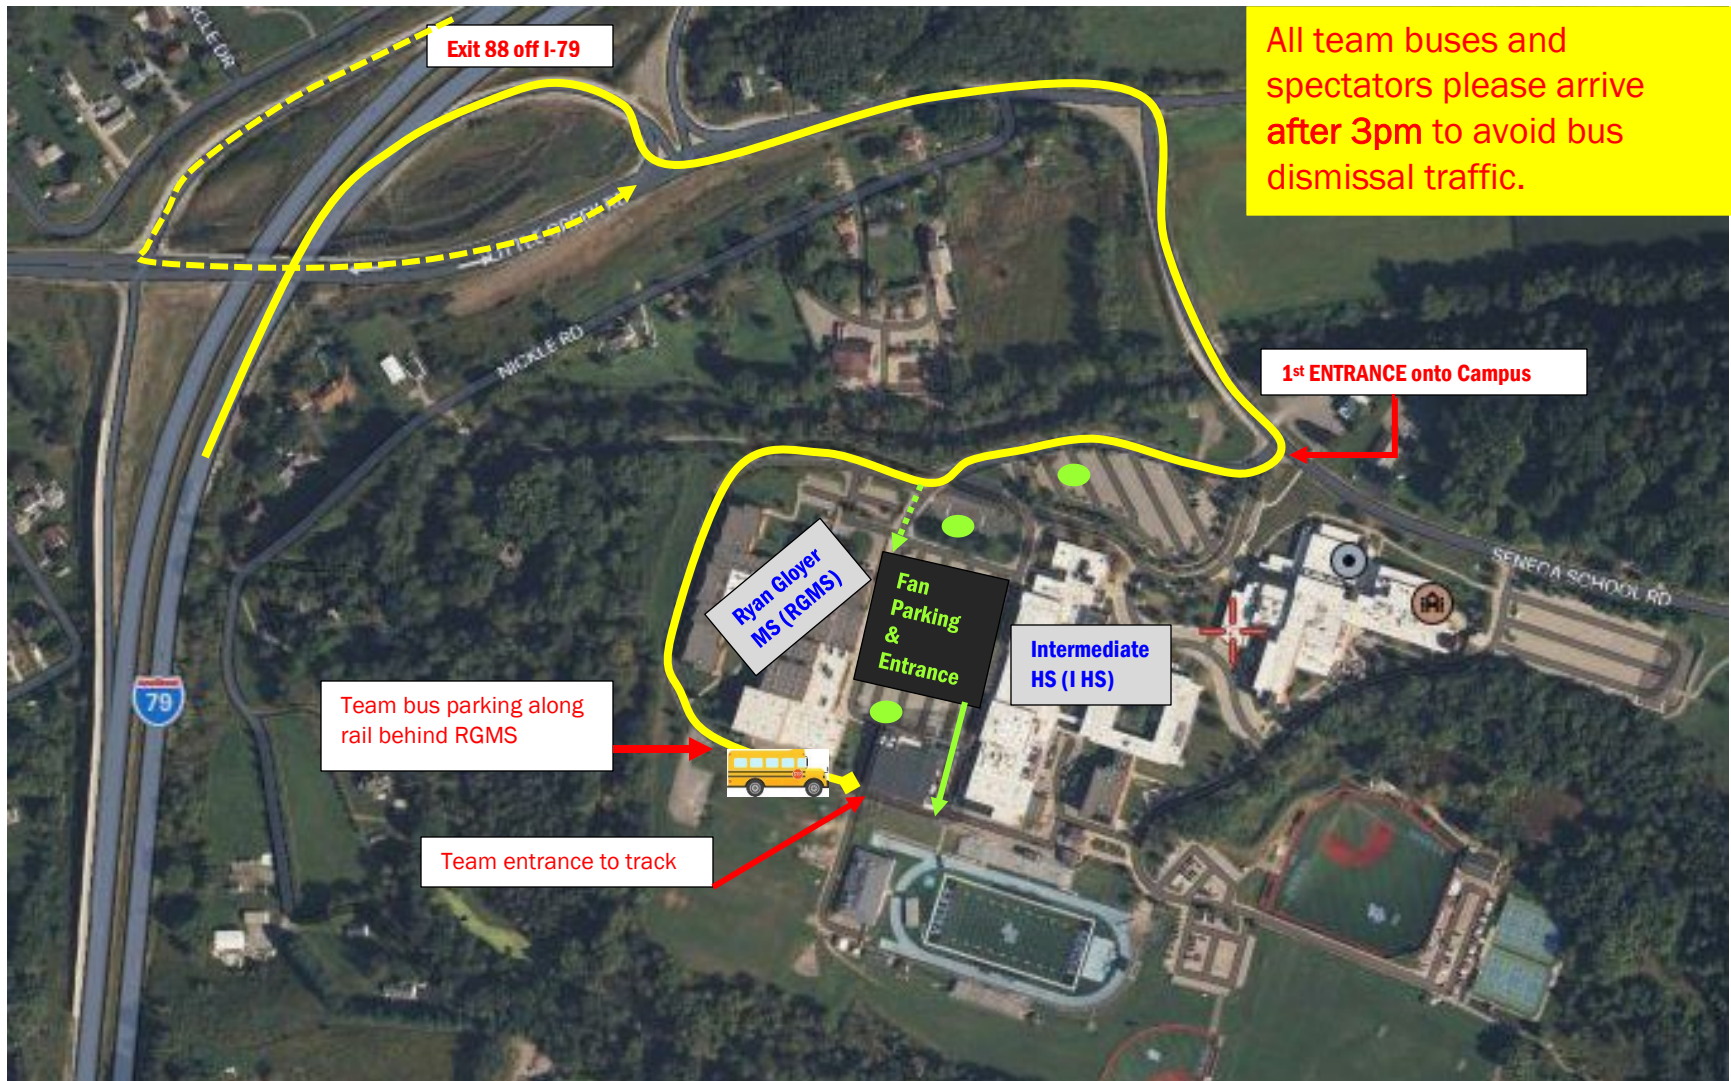 NGLE DR
Exit 88 off I-79
All team buses and
spectators please arrive
after 3pm to avoid bus
dismissal traffic.
NICKLE RD
1st ENTRANCE onto Campus
SENECA SCHOOL RD
Ryan Gloyer
MS (RGMS)
Fan
Parking
&
Entrance
Intermediate
HS (I HS)
79
Team bus parking along
rail behind RGMS
Team entrance to track